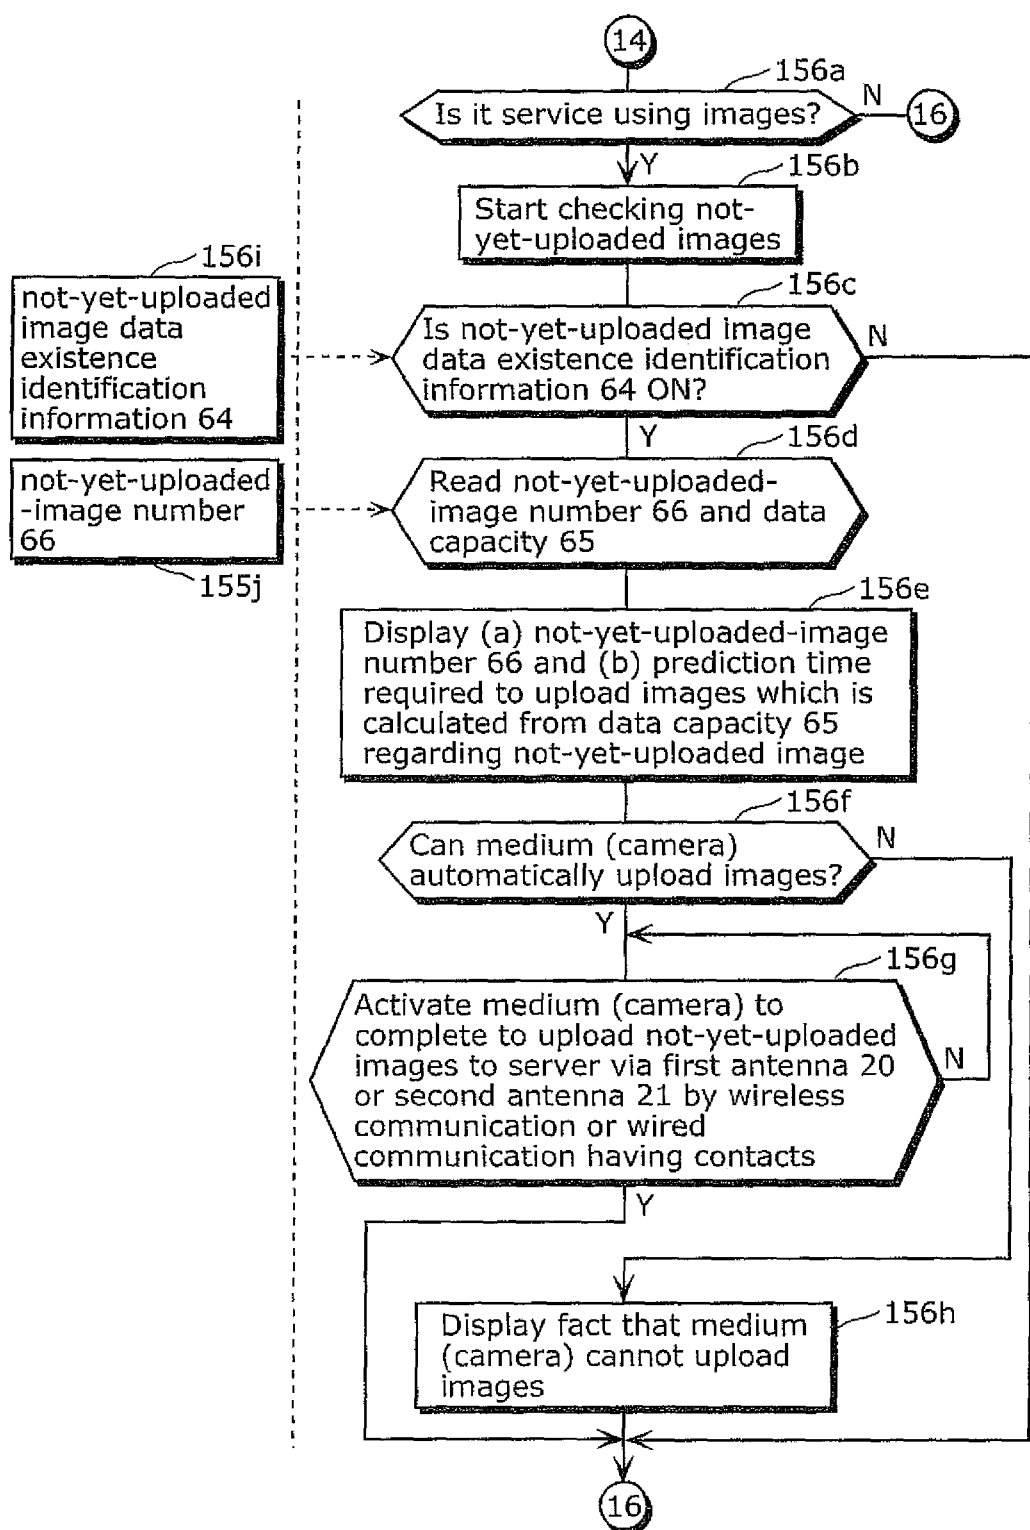 14
156a
Is it service using images?
N
16
Y
156b
Start checking not-
yet-uploaded images
156i
not-yet-uploaded
image data
existence
identification
information 64
156c
Is not-yet-uploaded image
data existence identification
information 64 ON?
N
Y
156d
not-yet-uploaded
-image number
66
155j
Read not-yet-uploaded-
image number 66 and data
capacity 65
156e
Display (a) not-yet-uploaded-image
number 66 and (b) prediction time
required to upload images which is
calculated from data capacity 65
regarding not-yet-uploaded image
156f
Can medium (camera)
automatically upload images?
N
Y
156g
Activate medium (camera) to
complete to upload not-yet-uploaded
images to server via first antenna 20
or second antenna 21 by wireless
communication or wired
communication having contacts
N
Y
156h
Display fact that medium
(camera) cannot upload
images
16